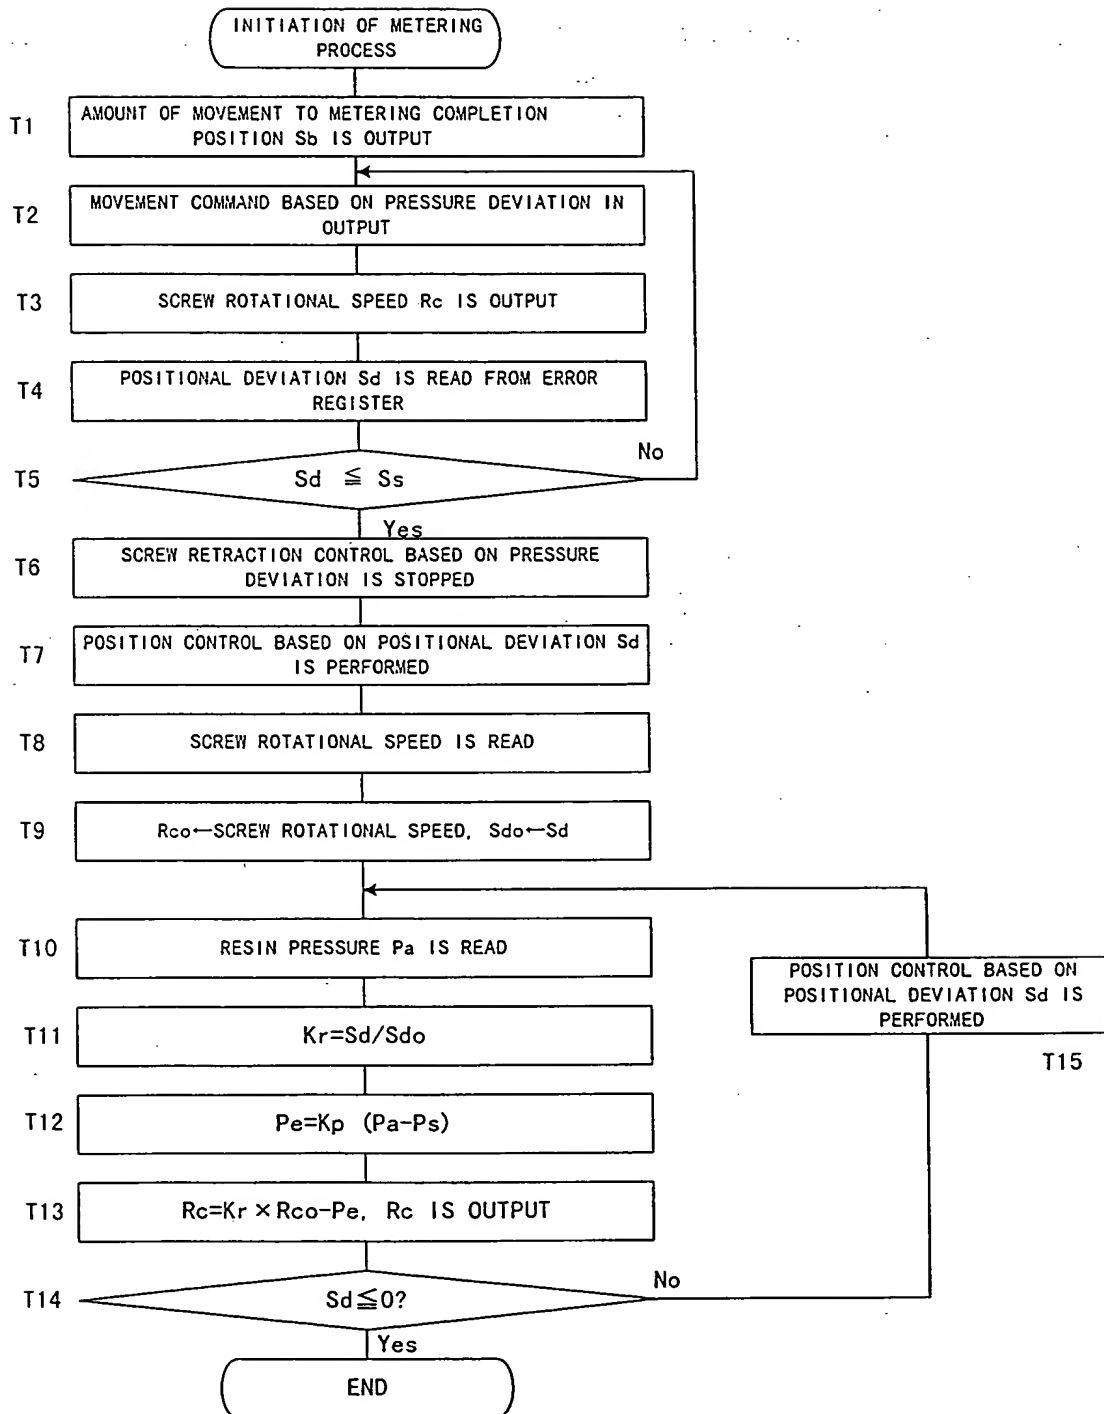 INITIATION OF METERING
PROCESS
T1
AMOUNT OF MOVEMENT TO METERING COMPLETION
POSITION Sb IS OUTPUT
T2
MOVEMENT COMMAND BASED ON PRESSURE DEVIATION IN
OUTPUT
T3
SCREW ROTATIONAL SPEED Rc IS OUTPUT
T4
POSITIONAL DEVIATION Sd IS READ FROM ERROR
REGISTER
T5
Sd ≦ Ss
No
Yes
T6
SCREW RETRACTION CONTROL BASED ON PRESSURE
DEVIATION IS STOPPED
T7
POSITION CONTROL BASED ON POSITIONAL DEVIATION Sd
IS PERFORMED
T8
SCREW ROTATIONAL SPEED IS READ
T9
Rco←SCREW ROTATIONAL SPEED, Sdo←Sd
T10
RESIN PRESSURE Pa IS READ
POSITION CONTROL BASED ON
POSITIONAL DEVIATION Sd IS
PERFORMED
T15
T11
Kr=Sd/Sdo
T12
Pe=Kp (Pa-Ps)
T13
Rc=Kr×Rco-Pe, Rc IS OUTPUT
T14
Sd≦0?
No
Yes
END